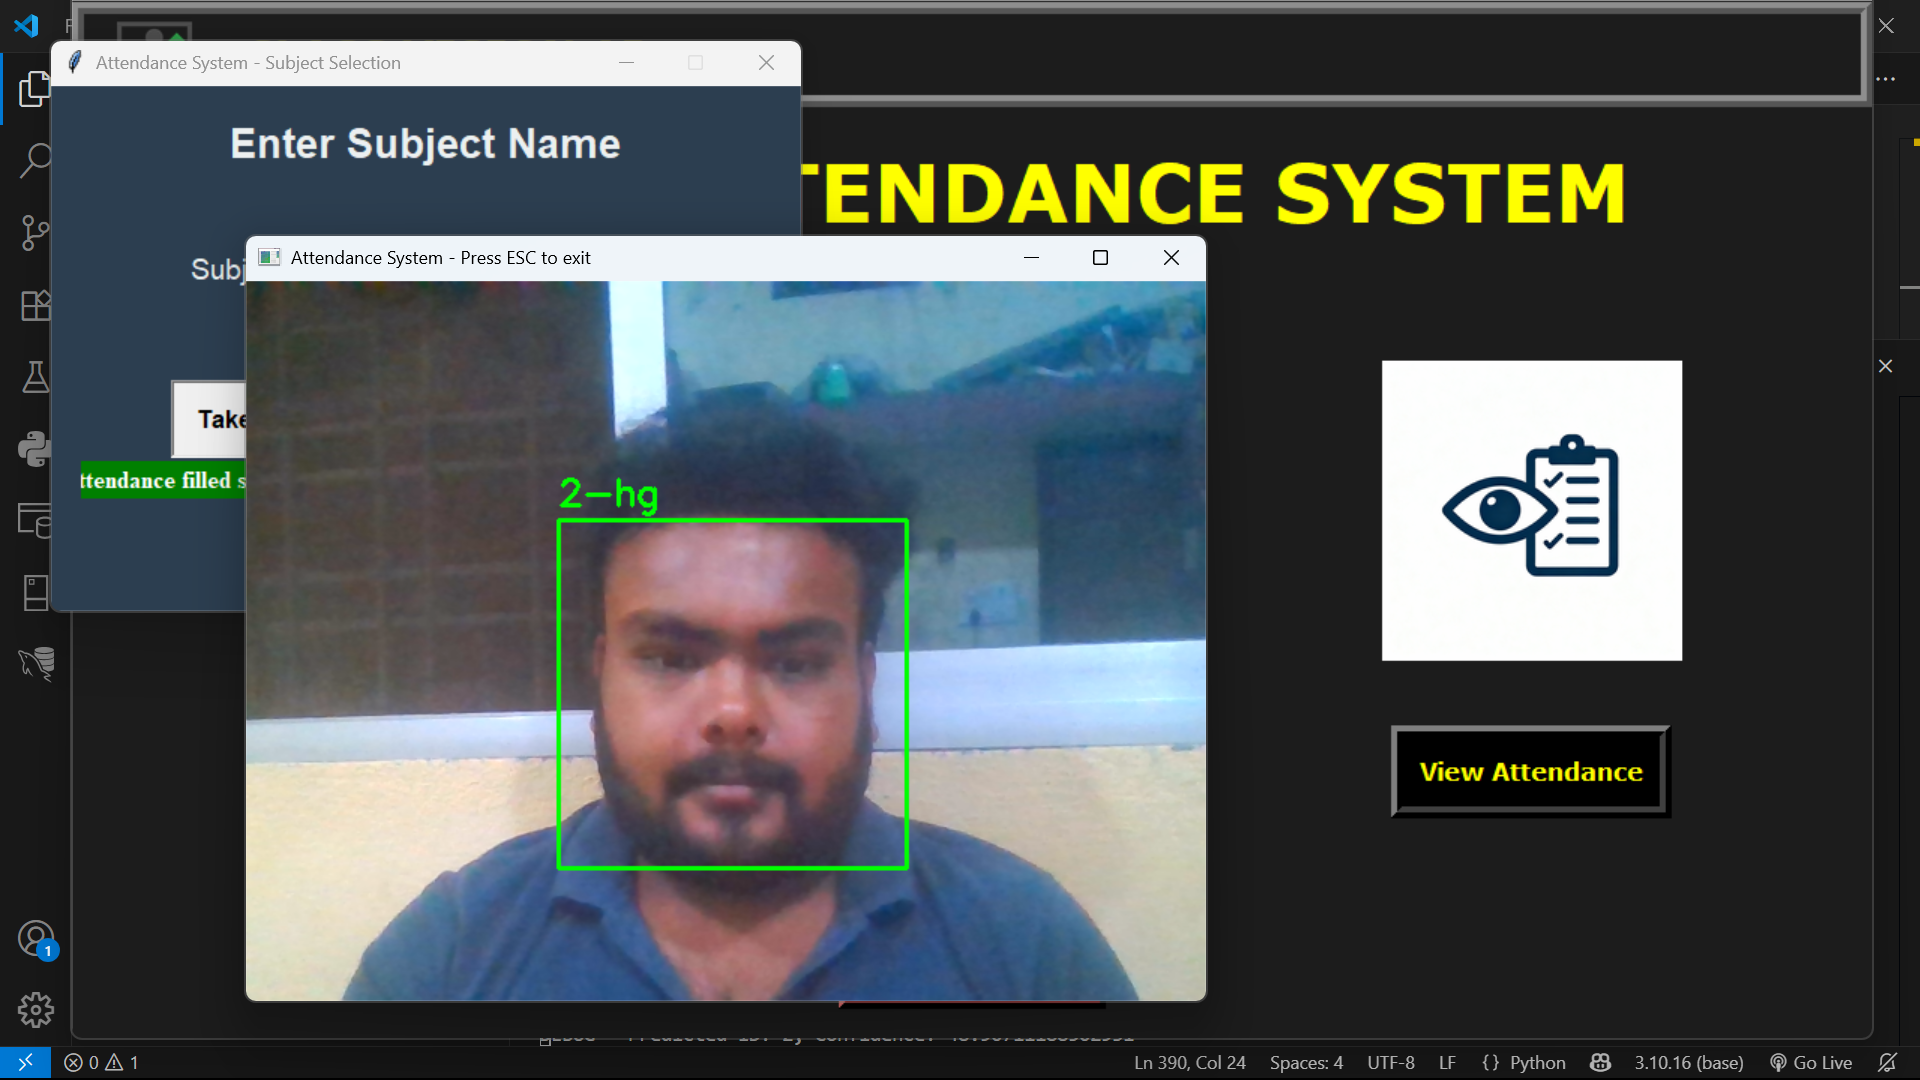 F
Attendance System - Subject Selection
Enter Subject Name
TENDANCE SYSTEM
Attendance System - Press ESC to exit
Subj
Take
ttendance filled s
2-hg
View Attendance
1
0 1
Ln 390, Col 24
Spaces: 4
UTF-8
LF
{} Python
3.10.16 (base)
Go Live